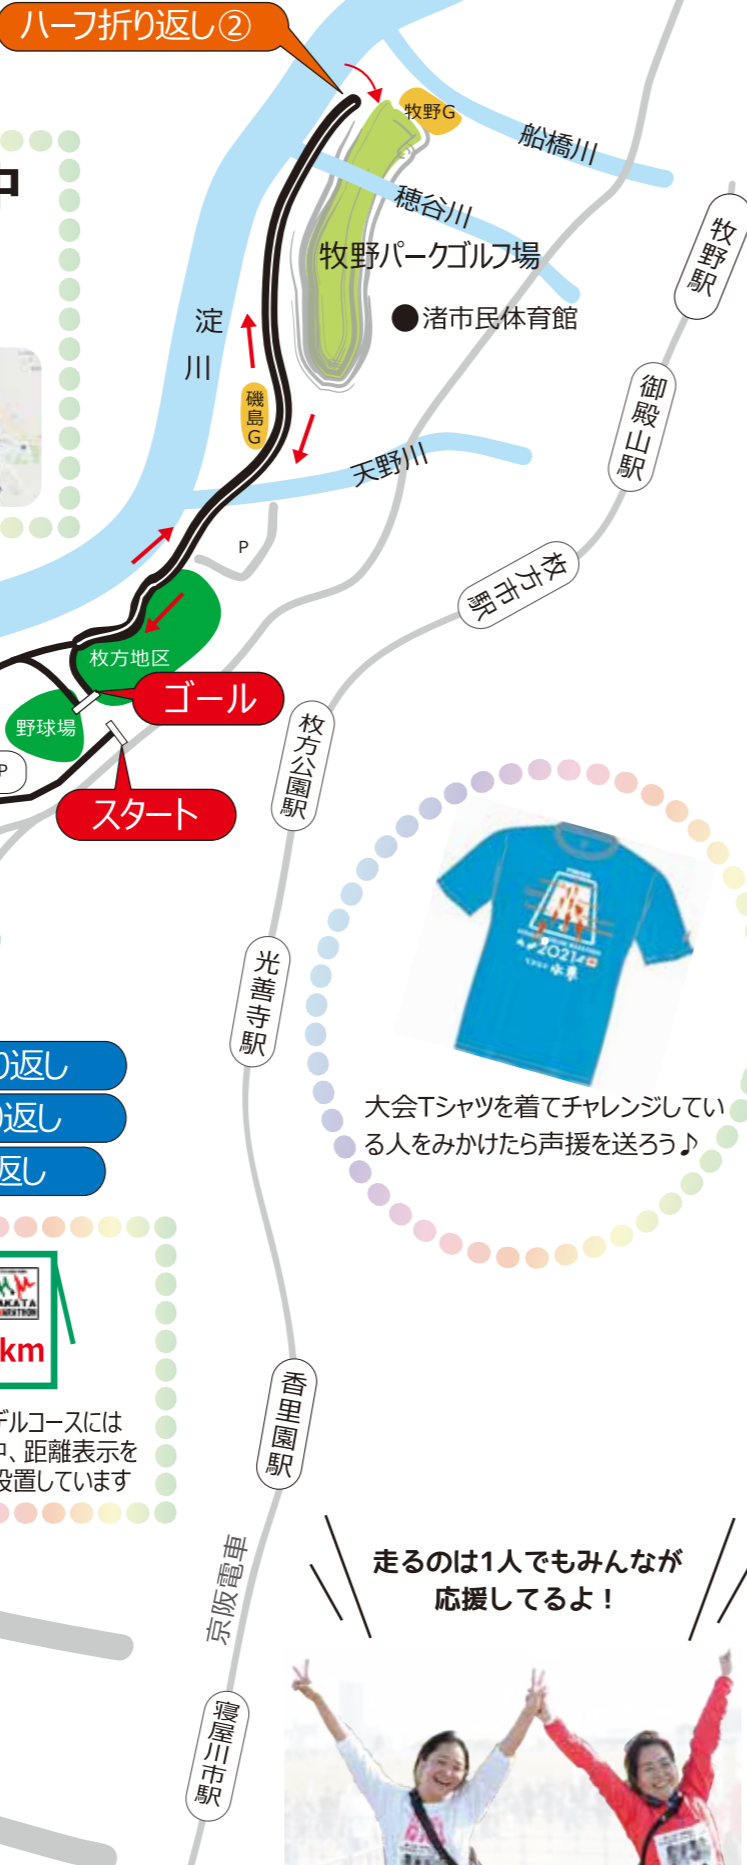 ハーフ折り返し②
牧野G
船橋川
中
穂谷川
牧野パークゴルフ場
牧野駅
淀川
渚市民体育館
御殿山駅
磯島G
天野川
P
枚方市駅
枚方地区
ゴール
野球場
枚方公園駅
P
スタート
2021
光善寺駅
り返し
大会Tシャツを着てチャレンジしてい
る人をみかけたら声援を送ろう♪
り返し
返し
AKATA
ARATHON
km
香里園駅
デルコースには
中、距離表示を
設置しています
京阪電車
走るのは1人でもみんなが
応援してるよ！
寝屋川市駅